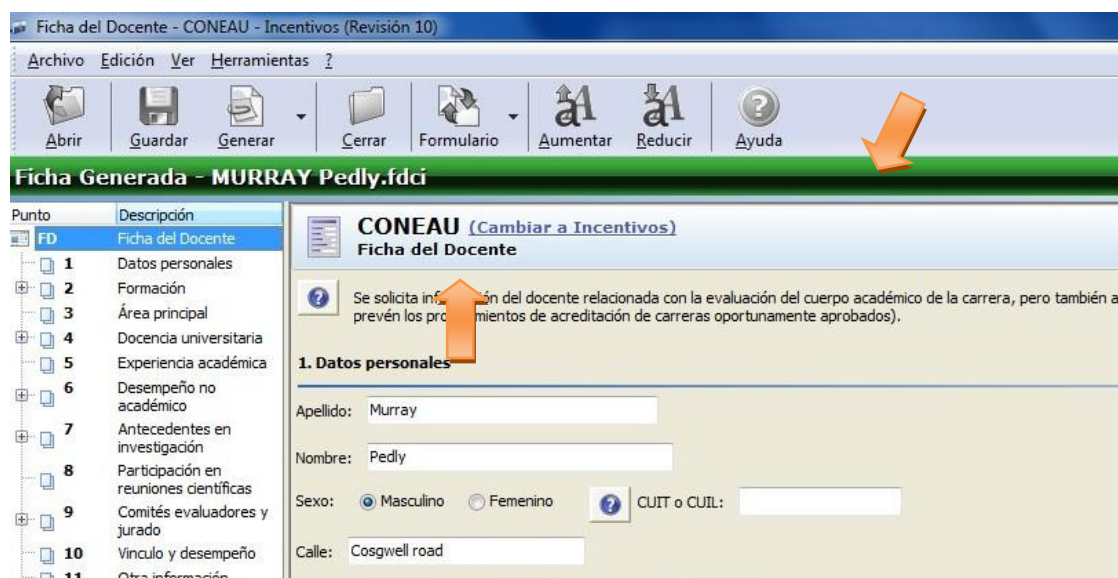 Ficha del Docente - CONEAU - Incentivos (Revisión 10)
Archivo Edición Ver Herramientas ?
Abrir Guardar Generar Cerrar Formulario Aumentar Reducir Ayuda
Ficha Generada - MURRAY Pedly.fdci
Punto Descripción
FD Ficha del Docente
1 Datos personales
2 Formación
3 Área principal
4 Docencia universitaria
5 Experiencia académica
6 Desempeño no
académico
7 Antecedentes en
investigación
8 Participación en
reuniones científicas
9 Comités evaluadores y
jurado
10 Vinculo y desempeño
11 Otra información
CONEAU (Cambiar a Incentivos)
Ficha del Docente
Se solicita del docente relacionada con la evaluación del cuerpo académico de la carrera, pero también a
prevén los de acreditación de carreras oportunamente aprobados).
1. Datos personales
Apellido: Murray
Nombre: Pedly
Sexo: Masculino Femenino CUIT o CUIL:
Calle: Cosgwell road